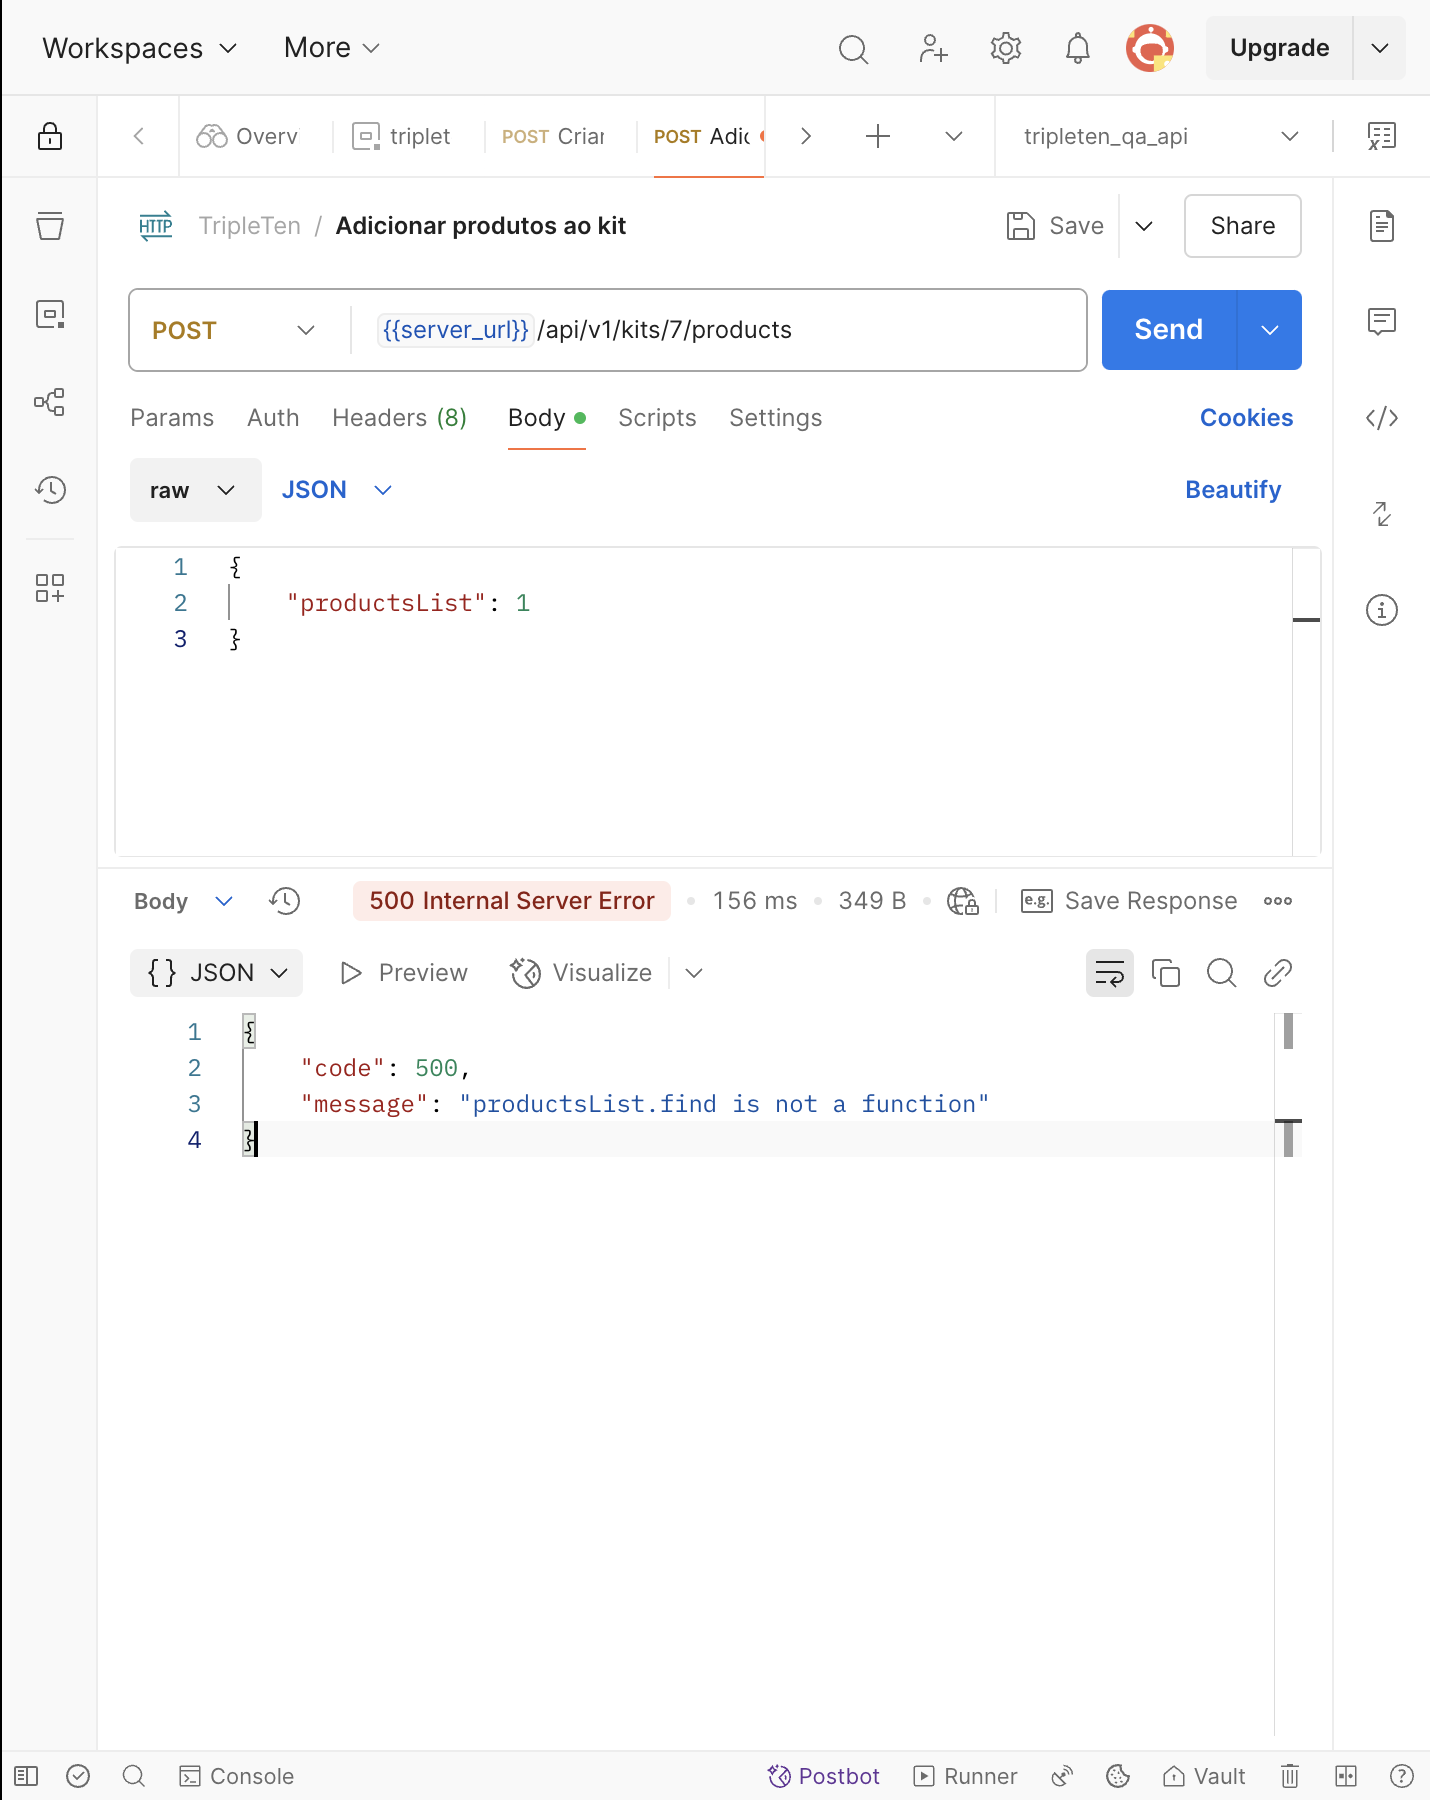 Workspaces More Upgrade
Overv triplet POST Criar POST Adic tripleten_qa_api
HTTP TripleTen / Adicionar produtos ao kit Save Share
POST {{server_url}}/api/v1/kits/7/products Send
Params Auth Headers (8) Body Scripts Settings Cookies
raw JSON Beautify
1 {
2 "productsList": 1
3 }
Body 500 Internal Server Error • 156 ms • 349 B • e.g. Save Response
{} JSON Preview Visualize
1 {
2 "code": 500,
3 "message": "productsList.find is not a function"
4 }
Console Postbot Runner Vault